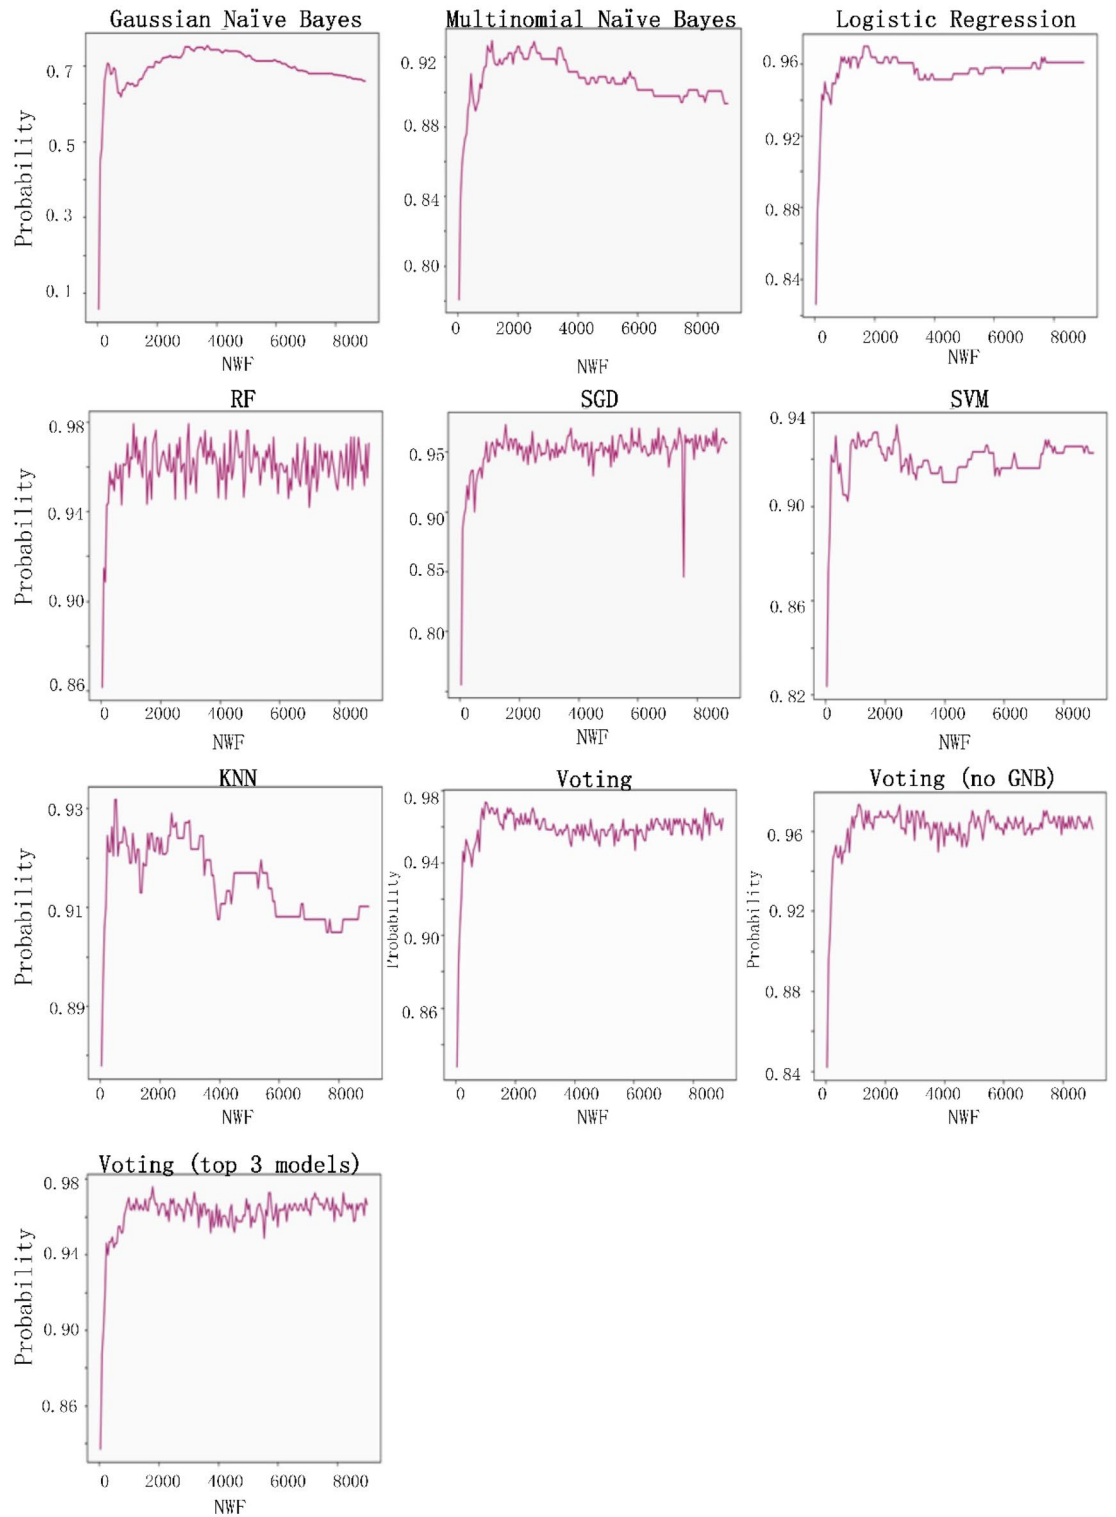 Gaussian Naïve Bayes
Probability
0.7
0.5
0.3
0.1
0 2000 4000 6000 8000
NWF
Multinomial Naïve Bayes
0.92
0.88
0.84
0.80
0 2000 4000 6000 8000
NWF
Logistic Regression
0.96
0.92
0.88
0.84
0 2000 4000 6000 8000
NWF
RF
Probability
0.98
0.94
0.90
0.86
0 2000 4000 6000 8000
NWF
SGD
0.95
0.90
0.85
0.80
0 2000 4000 6000 8000
NWF
SVM
0.94
0.90
0.86
0.82
0 2000 4000 6000 8000
NWF
KNN
Probability
0.93
0.91
0.89
0 2000 4000 6000 8000
NWF
Voting
Probability
0.98
0.94
0.90
0.86
0 2000 4000 6000 8000
NWF
Voting (no GNB)
Probability
0.96
0.92
0.88
0.84
0 2000 4000 6000 8000
NWF
Voting (top 3 models)
Probability
0.98
0.94
0.90
0.86
0 2000 4000 6000 8000
NWF